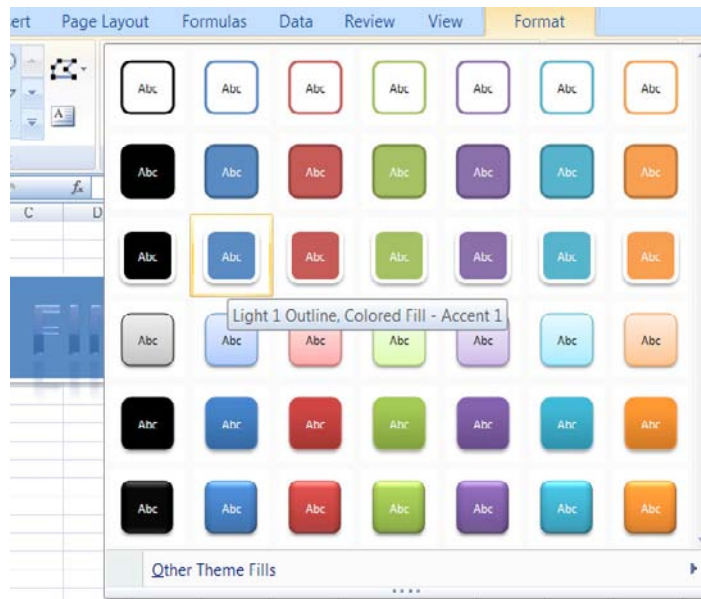 ert Page Layout Formulas Data Review View Format
A
fx
C D
Abc Abc Abc Abc Abc Abc Abc
Abc Abc Abc Abc Abc Abc Abc
Abc Abc Abc Abc Abc Abc Abc
Light 1 Outline, Colored Fill - Accent 1
Abc Abc Abc Abc Abc Abc Abc
Abc Abc Abc Abc Abc Abc Abc
Abc Abc Abc Abc Abc Abc Abc
Other Theme Fills